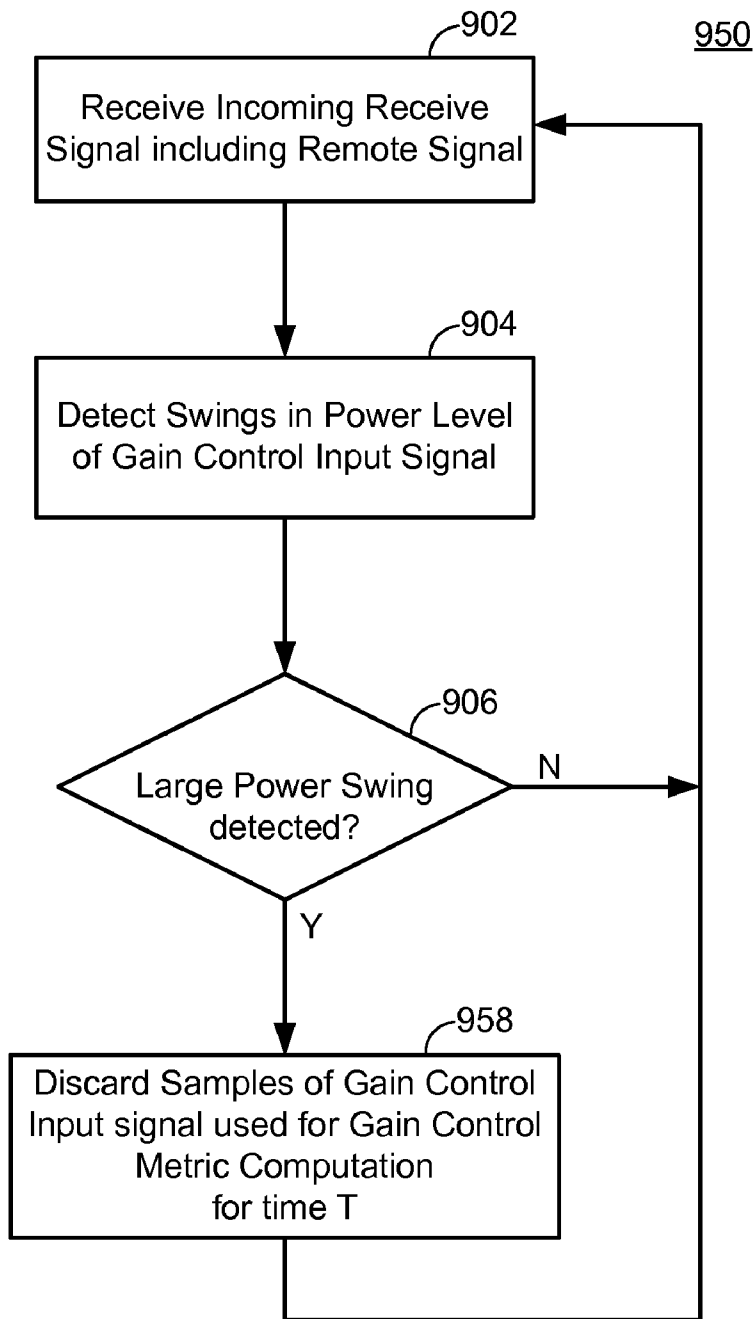 902
950
Receive Incoming Receive
Signal including Remote Signal
904
Detect Swings in Power Level
of Gain Control Input Signal
906
Large Power Swing
detected?
N
Y
958
Discard Samples of Gain Control
Input signal used for Gain Control
Metric Computation
for time T